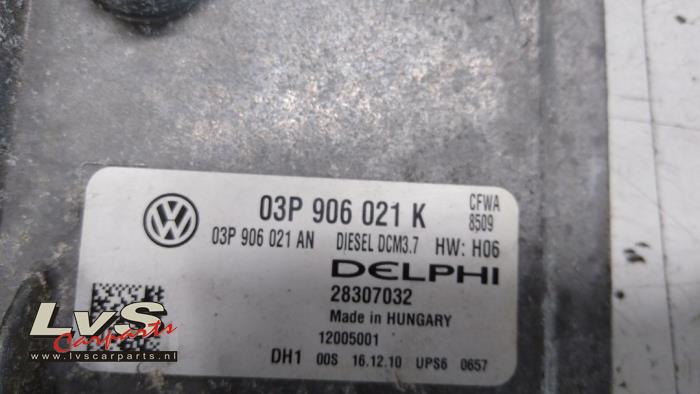 03P 906 021 K CFWA
8509
03P 906 021 AN DIESEL DCM3.7 HW: H06
DELPHI
28307032
Made in HUNGARY
12005001
DH1 00S 16.12.10 UPS6 0657
LvS
Carparts
www.lvscarparts.nl